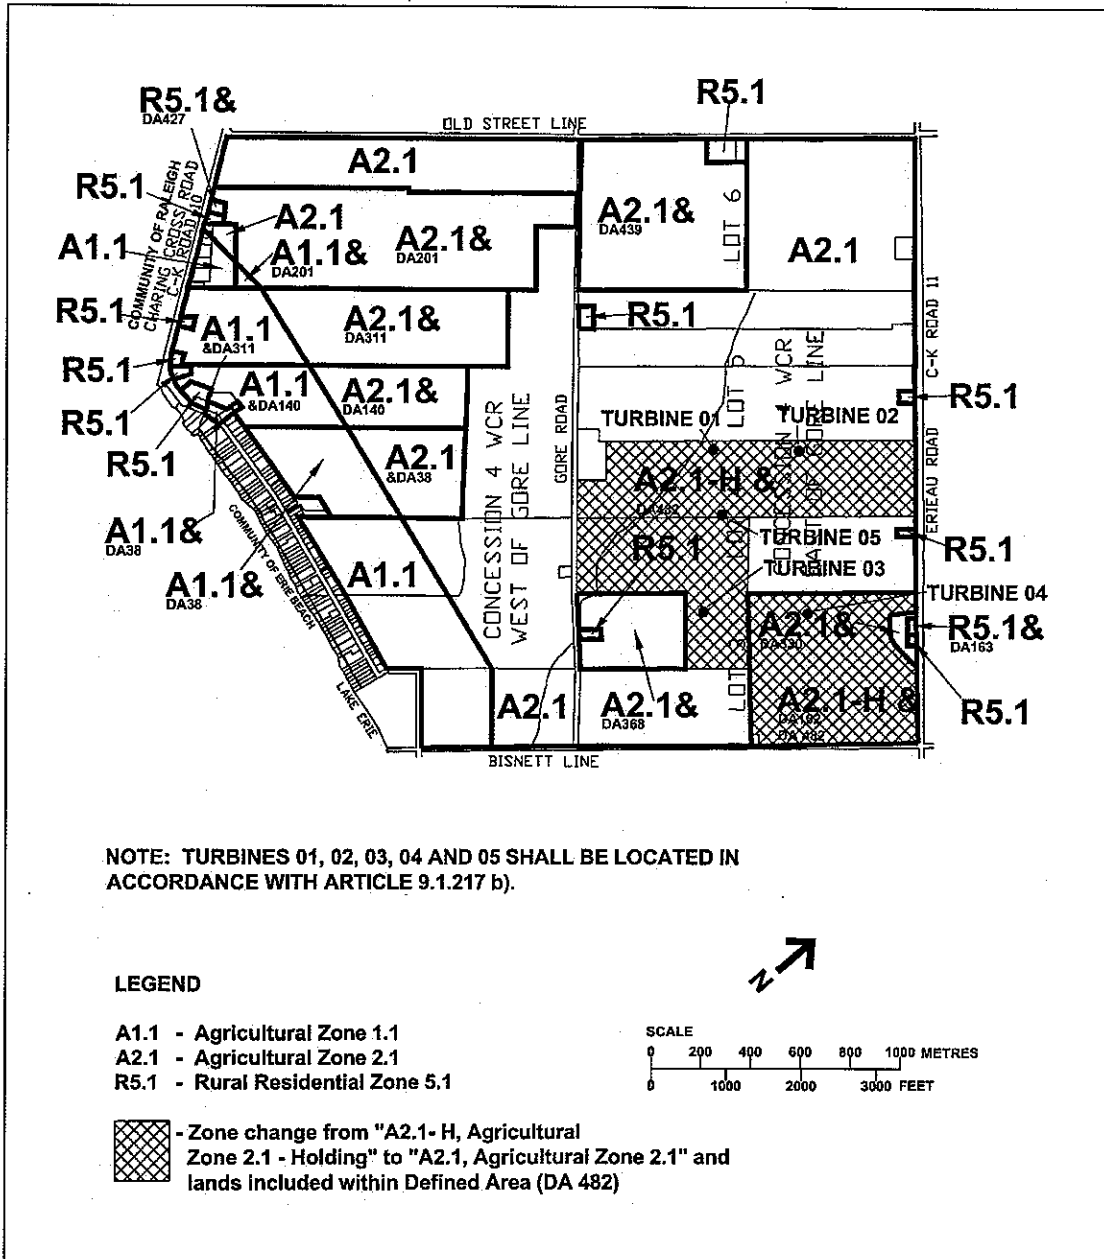 R5.1
R5.1&
DA427
OLD STREET LINE
A2.1
R5.1
COMMUNITY OF RALEIGH
CHARING CROSS ROAD
C-K ROAD 10
A2.1
A2.1&
DA201
A2.1&
DA439
LOT 6
A2.1
A1.1
A1.1&
DA201
R5.1
A1.1
&DA311
A2.1&
DA311
R5.1
C-K ROAD 11
R5.1
A1.1
&DA140
A2.1&
DA140
LOT 5
R5.1
R5.1
TURBINE 01
TURBINE 02
R5.1
A2.1
&DA38
CONCESSION 4 WCR
WEST OF GORE LINE
GORE ROAD
A2.1-H &
DA482
ERIEAU ROAD
A1.1&
DA38
COMMUNITY OF ERIE BEACH
TURBINE 05
R5.1
R5.1
A1.1&
DA38
A1.1
TURBINE 03
TURBINE 04
A2.1&
DA330
R5.1&
DA163
LAKE ERIE
A2.1
A2.1&
DA368
A2.1-H &
DA 482
R5.1
BISNETT LINE
NOTE: TURBINES 01, 02, 03, 04 AND 05 SHALL BE LOCATED IN
ACCORDANCE WITH ARTICLE 9.1.217 b).
N
LEGEND
A1.1 - Agricultural Zone 1.1
A2.1 - Agricultural Zone 2.1
R5.1 - Rural Residential Zone 5.1
SCALE
0 200 400 600 800 1000 METRES
0 1000 2000 3000 FEET
- Zone change from "A2.1- H, Agricultural
Zone 2.1 - Holding" to "A2.1, Agricultural Zone 2.1" and
lands included within Defined Area (DA 482)